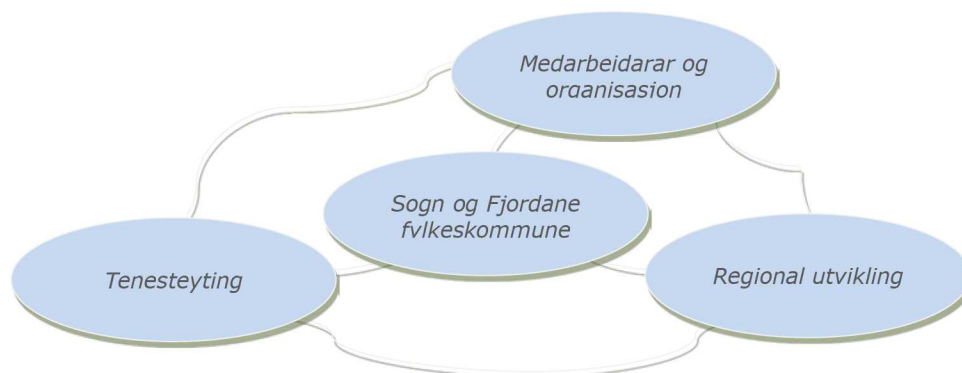 Medarbeidarar og
organisasjon
Sogn og Fjordane
fylkeskommune
Tenesteyting
Regional utvikling